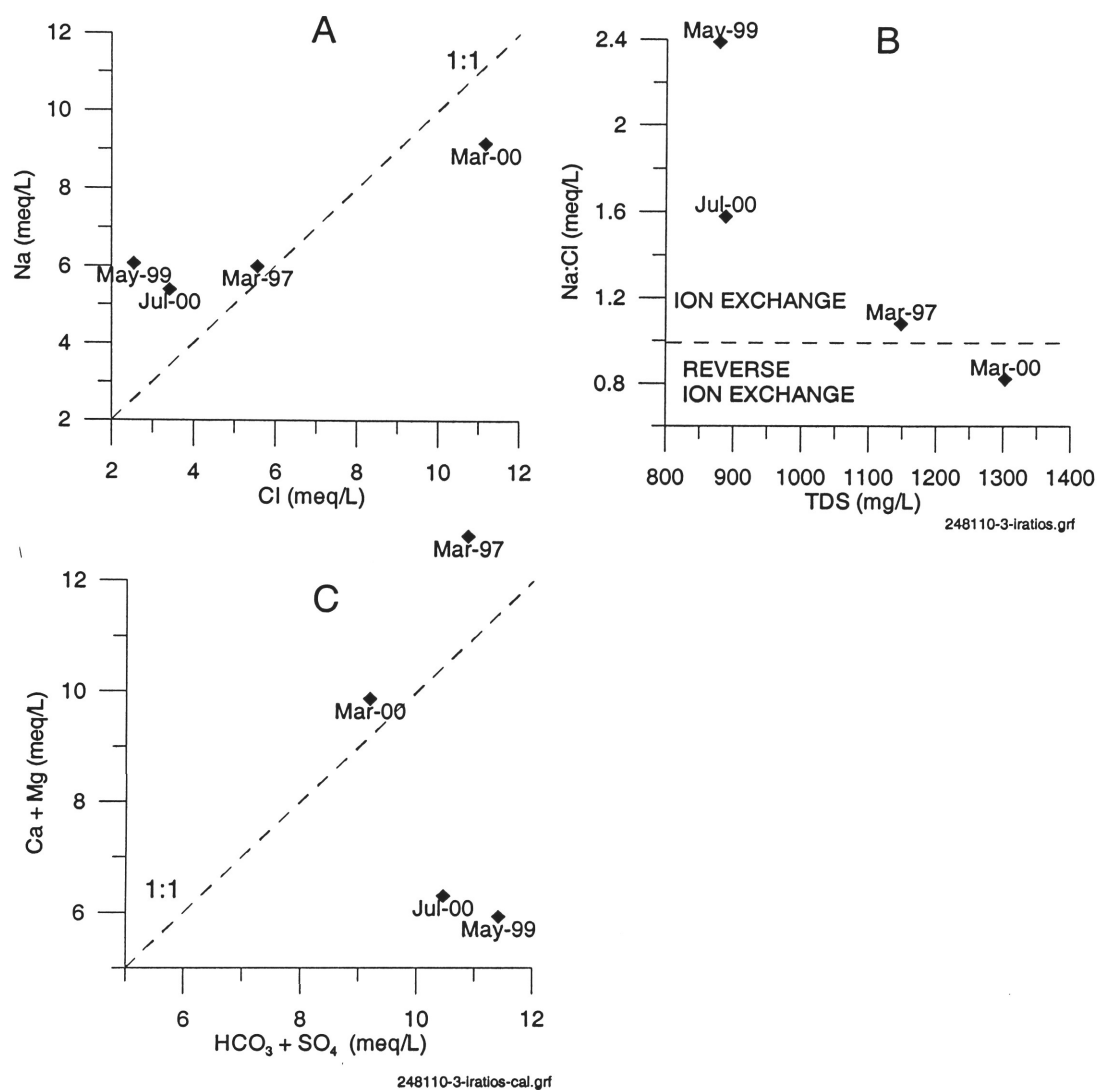 A
1:1
12
10
8
6
4
2
Na (meq/L)
May-99
Jul-00
Mar-97
Mar-00
2 4 6 8 10 12
Cl (meq/L)
B
2.4
2
1.6
1.2
0.8
Na:Cl (meq/L)
May-99
Jul-00
ION EXCHANGE
Mar-97
REVERSE
ION EXCHANGE
Mar-00
800 900 1000 1100 1200 1300 1400
TDS (mg/L)
248110-3-iratios.grf
C
Mar-97
12
10
8
6
Ca + Mg (meq/L)
Mar-00
1:1
Jul-00
May-99
6 8 10 12
HCO₃ + SO₄ (meq/L)
248110-3-iratios-cal.grf